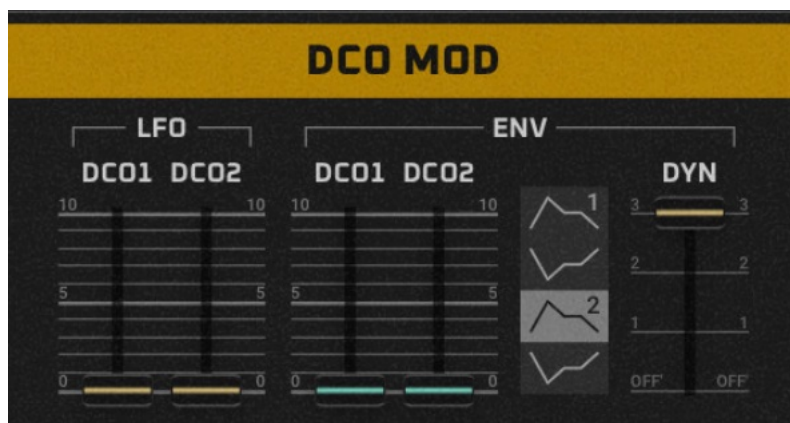 DCO MOD
LFO ENV
DCO1 DCO2 DCO1 DCO2 DYN
10 10 10 10 1 3 3
2 2
5 5 5 5 2
1 1
0 0 0 0 OFF' OFF'